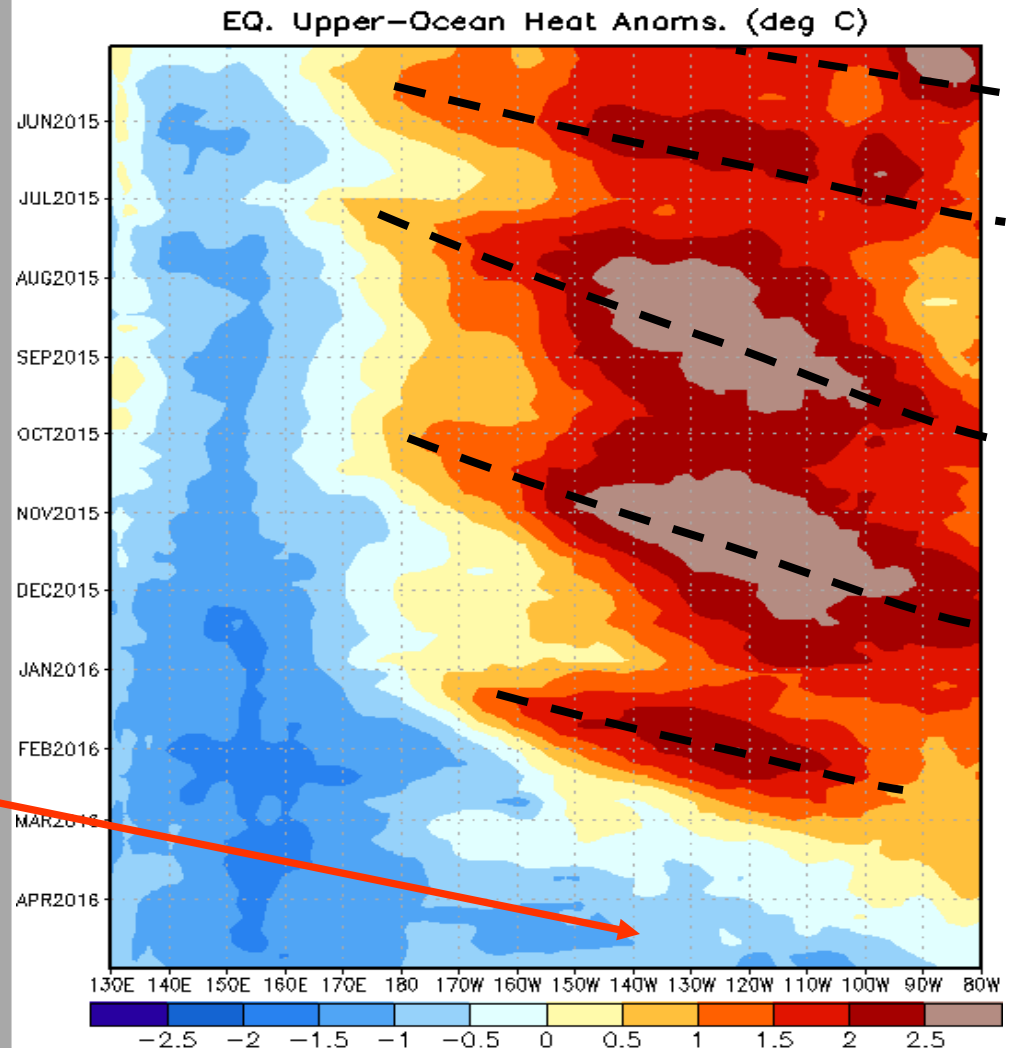 EQ. Upper-Ocean Heat Anoms. (deg C)
JUN2015
JUL2015
AUG2015
SEP2015
OCT2015
NOV2015
DEC2015
JAN2016
FEB2016
MAR2016
APR2016
130E 140E 150E 160E 170E 180 170W 160W 150W 140W 130W 120W 110W 100W 90W 80W
-2.5 -2 -1.5 -1 -0.5 0 0.5 1 1.5 2 2.5